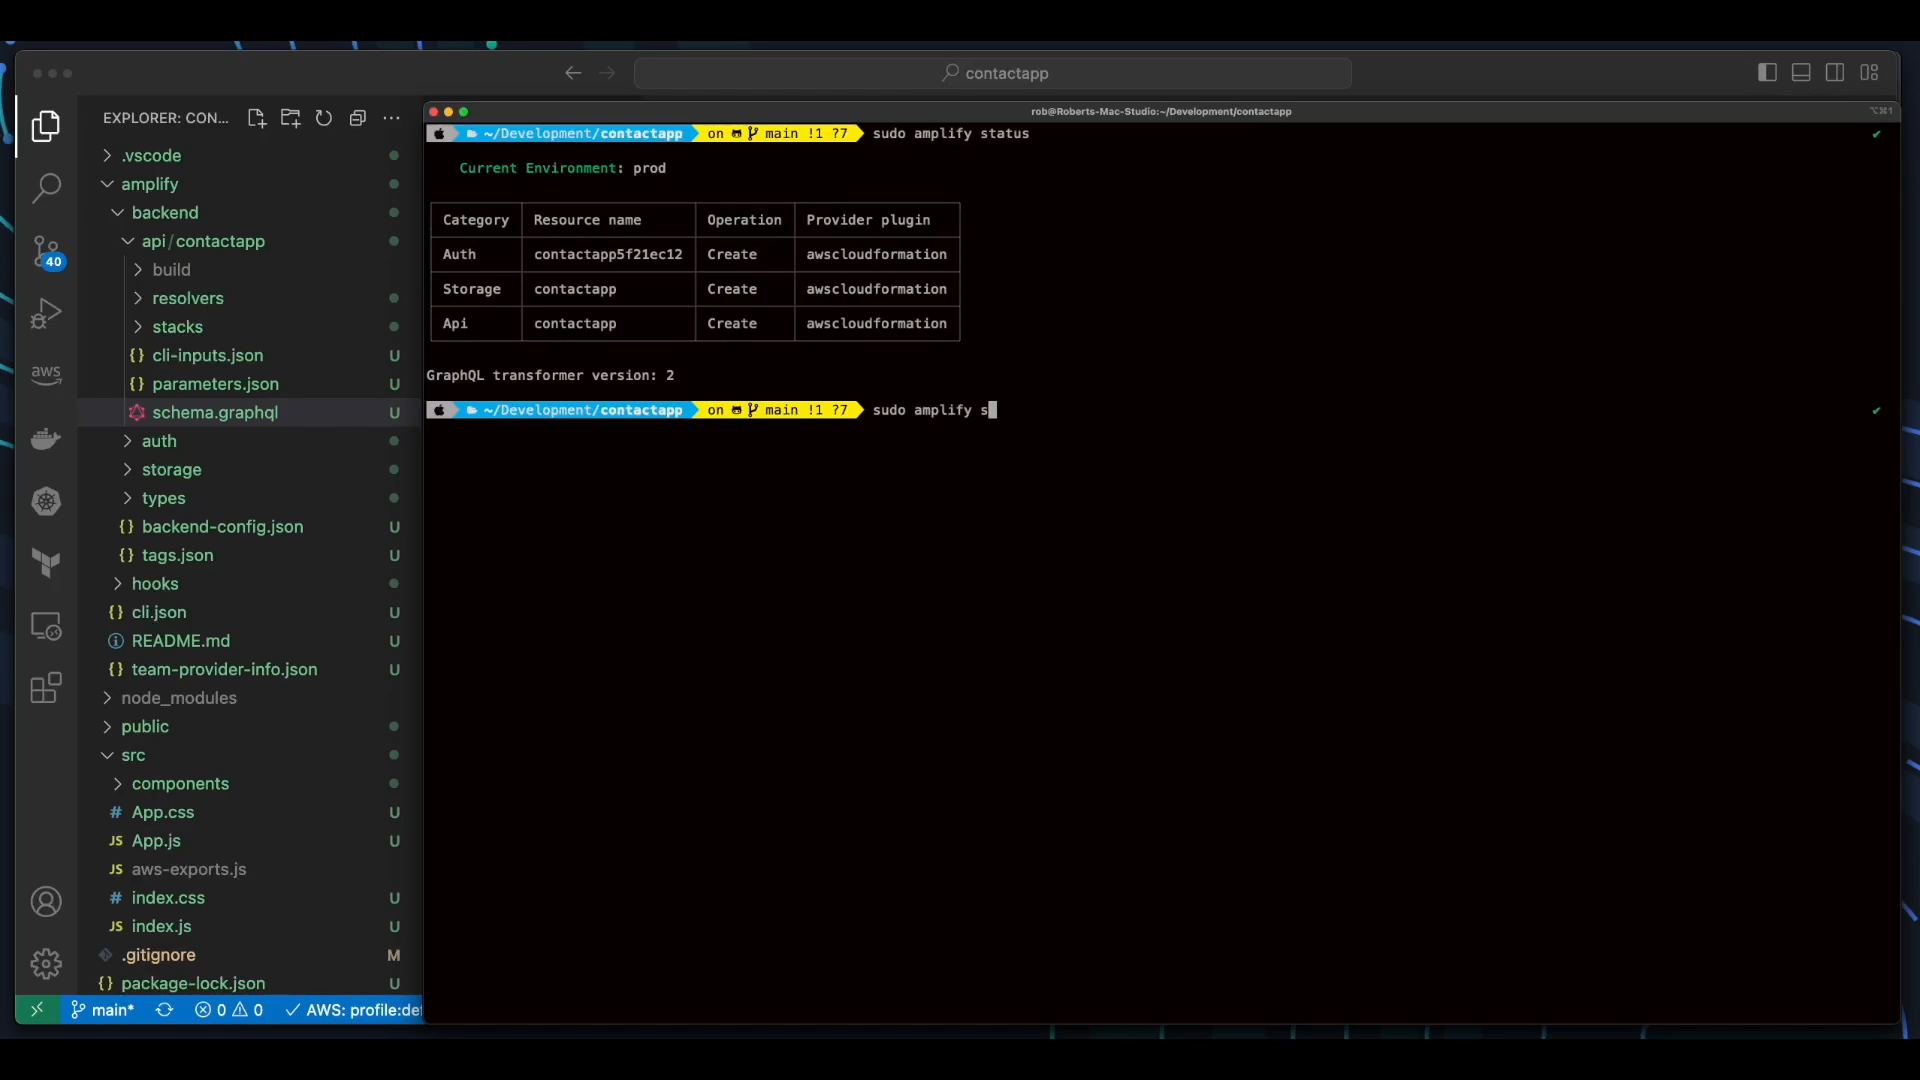 contactapp
EXPLORER: CON...
.vscode
amplify
backend
api/contactapp
build
resolvers
stacks
{} cli-inputs.json U
{} parameters.json U
schema.graphql U
auth
storage
types
{} backend-config.json U
{} tags.json U
hooks
{} cli.json U
README.md U
{} team-provider-info.json U
node_modules
public
src
components
# App.css U
JS App.js U
JS aws-exports.js
# index.css U
JS index.js U
.gitignore M
{} package-lock.json U
40
aws
main* 0 0 AWS: profile:def
rob@Roberts-Mac-Studio:~/Development/contactapp ⌥⌘1
~/Development/contactapp on main !1 ?7 sudo amplify status ✔
Current Environment: prod
Category Resource name Operation Provider plugin
Auth contactapp5f21ec12 Create awscloudformation
Storage contactapp Create awscloudformation
Api contactapp Create awscloudformation
GraphQL transformer version: 2
~/Development/contactapp on main !1 ?7 sudo amplify s ✔